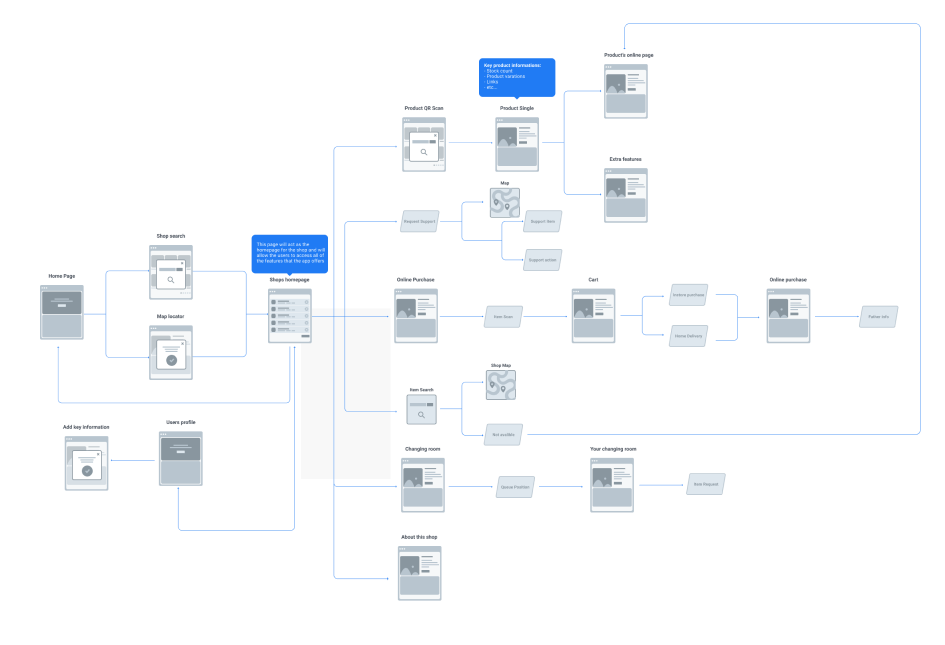 Product's online page
Key product informations:
- Stock count
- Product varations
- Links
- etc...
Product QR Scan
Product Single
Extra features
Map
Request Support
Support item
Shop search
This page will act as the
homepage for the shop and will
allow the users to access all of
the features that the app offers
Support action
Home Page
Shops homepage
Online Purchase
Cart
Online purchase
Instore purchase
Map locator
Item Scan
Follow info
Home Delivery
Shop Map
Item Search
Add key information
Users profile
Not avalible
Changing room
Your changing room
Queue Position
Item Request
About this shop